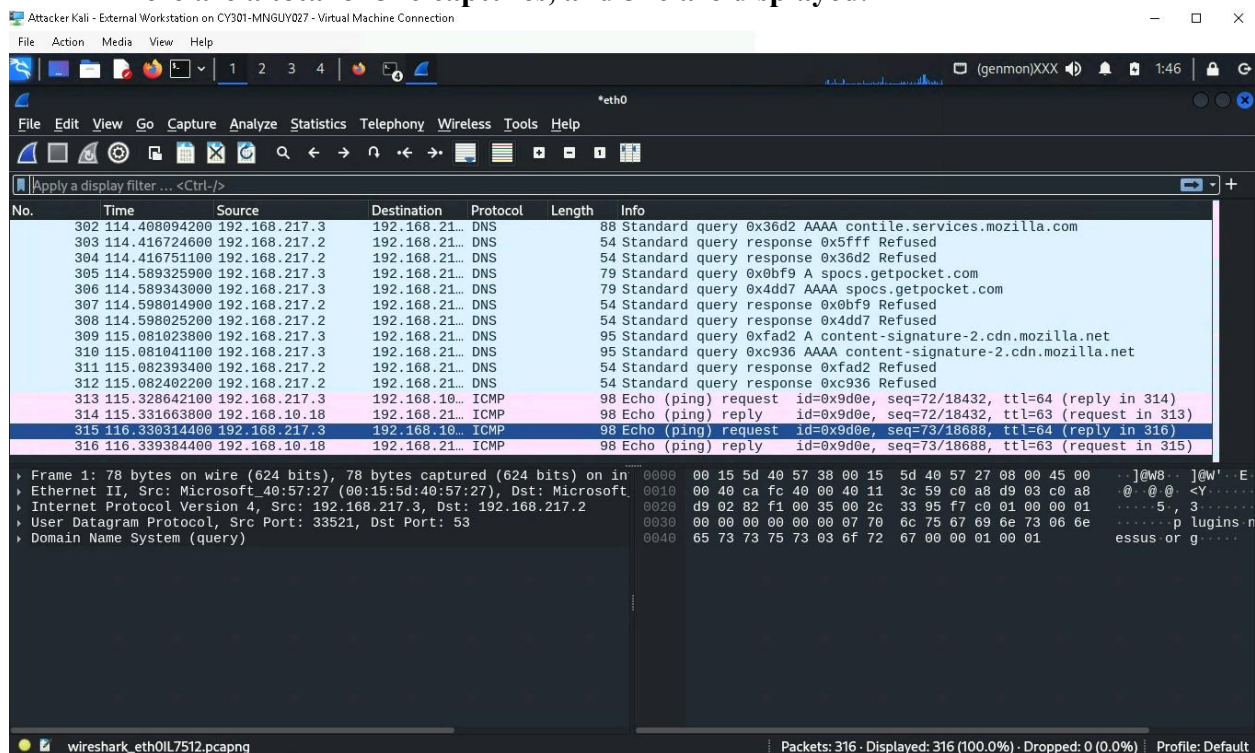 Attacker Kali - External Workstation on CY301-MNGUY027 - Virtual Machine Connection
File Action Media View Help
1 2 3 4 (genmon)XXX 1:46
*eth0
File Edit View Go Capture Analyze Statistics Telephony Wireless Tools Help
Apply a display filter ... <Ctrl-/>
No. Time Source Destination Protocol Length Info
302 114.408094200 192.168.217.3 192.168.21… DNS 88 Standard query 0x36d2 AAAA contile.services.mozilla.com
303 114.416724600 192.168.217.2 192.168.21… DNS 54 Standard query response 0x5fff Refused
304 114.416751100 192.168.217.2 192.168.21… DNS 54 Standard query response 0x36d2 Refused
305 114.589325900 192.168.217.3 192.168.21… DNS 79 Standard query 0x0bf9 A spocs.getpocket.com
306 114.589343000 192.168.217.3 192.168.21… DNS 79 Standard query 0x4dd7 AAAA spocs.getpocket.com
307 114.598014900 192.168.217.2 192.168.21… DNS 54 Standard query response 0x0bf9 Refused
308 114.598025200 192.168.217.2 192.168.21… DNS 54 Standard query response 0x4dd7 Refused
309 115.081023800 192.168.217.3 192.168.21… DNS 95 Standard query 0xfad2 A content-signature-2.cdn.mozilla.net
310 115.081041100 192.168.217.3 192.168.21… DNS 95 Standard query 0xc936 AAAA content-signature-2.cdn.mozilla.net
311 115.082393400 192.168.217.2 192.168.21… DNS 54 Standard query response 0xfad2 Refused
312 115.082402200 192.168.217.2 192.168.21… DNS 54 Standard query response 0xc936 Refused
313 115.328642100 192.168.217.3 192.168.10… ICMP 98 Echo (ping) request id=0x9d0e, seq=72/18432, ttl=64 (reply in 314)
314 115.331663800 192.168.10.18 192.168.21… ICMP 98 Echo (ping) reply id=0x9d0e, seq=72/18432, ttl=63 (request in 313)
315 116.330314400 192.168.217.3 192.168.10… ICMP 98 Echo (ping) request id=0x9d0e, seq=73/18688, ttl=64 (reply in 316)
316 116.339384400 192.168.10.18 192.168.21… ICMP 98 Echo (ping) reply id=0x9d0e, seq=73/18688, ttl=63 (request in 315)
Frame 1: 78 bytes on wire (624 bits), 78 bytes captured (624 bits) on in
Ethernet II, Src: Microsoft_40:57:27 (00:15:5d:40:57:27), Dst: Microsoft_
Internet Protocol Version 4, Src: 192.168.217.3, Dst: 192.168.217.2
User Datagram Protocol, Src Port: 33521, Dst Port: 53
Domain Name System (query)
0000 00 15 5d 40 57 38 00 15 5d 40 57 27 08 00 45 00 ··]@W8·· ]@W'··E·
0010 00 40 ca fc 40 00 40 11 3c 59 c0 a8 d9 03 c0 a8 ·@··@·@· <Y······
0020 d9 02 82 f1 00 35 00 2c 33 95 f7 c0 01 00 00 01 ·····5·, 3·······
0030 00 00 00 00 00 00 07 70 6c 75 67 69 6e 73 06 6e ·······p lugins·n
0040 65 73 73 75 73 03 6f 72 67 00 00 01 00 01 essus·or g·····
wireshark_eth0IL7512.pcapng Packets: 316 · Displayed: 316 (100.0%) · Dropped: 0 (0.0%) Profile: Default